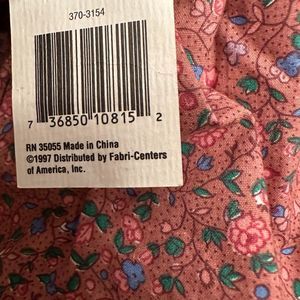 370-3154
7 36850 10815 2
RN 35055 Made in China
©1997 Distributed by Fabri-Centers
of America, Inc.